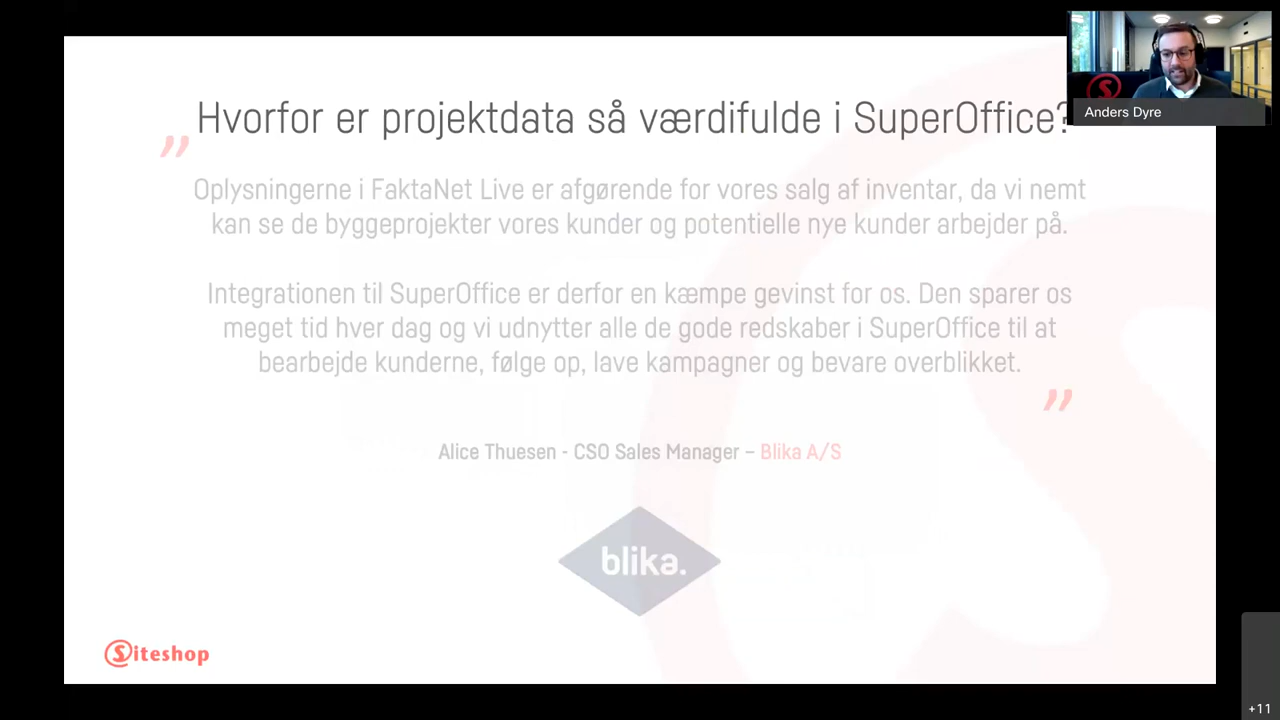 Hvorfor er projektdata så værdifulde i SuperOffice?
Anders Dyre
”
Oplysningerne i FaktaNet Live er afgørende for vores salg af inventar, da vi nemt
kan se de byggeprojekter vores kunder og potentielle nye kunder arbejder på.
Integrationen til SuperOffice er derfor en kæmpe gevinst for os. Den sparer os
meget tid hver dag og vi udnytter alle de gode redskaber i SuperOffice til at
bearbejde kunderne, følge op, lave kampagner og bevare overblikket.
”
Alice Thuesen - CSO Sales Manager – Blika A/S
blika.
Siteshop
+11